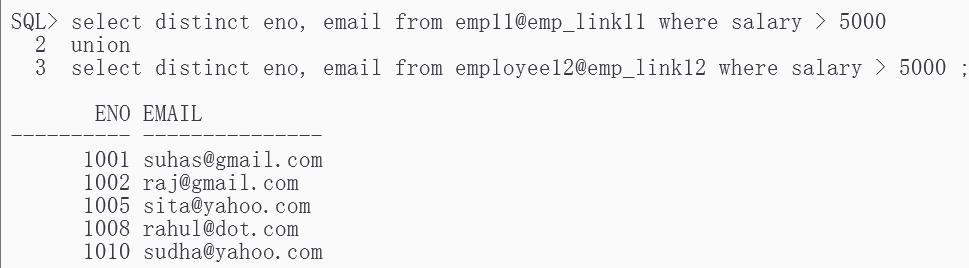 SQL> select distinct eno, email from emp11@emp_link11 where salary > 5000
2 union
3 select distinct eno, email from employee12@emp_link12 where salary > 5000 ;
ENO EMAIL
---------- ---------------
1001 suhas@gmail.com
1002 raj@gmail.com
1005 sita@yahoo.com
1008 rahul@dot.com
1010 sudha@yahoo.com